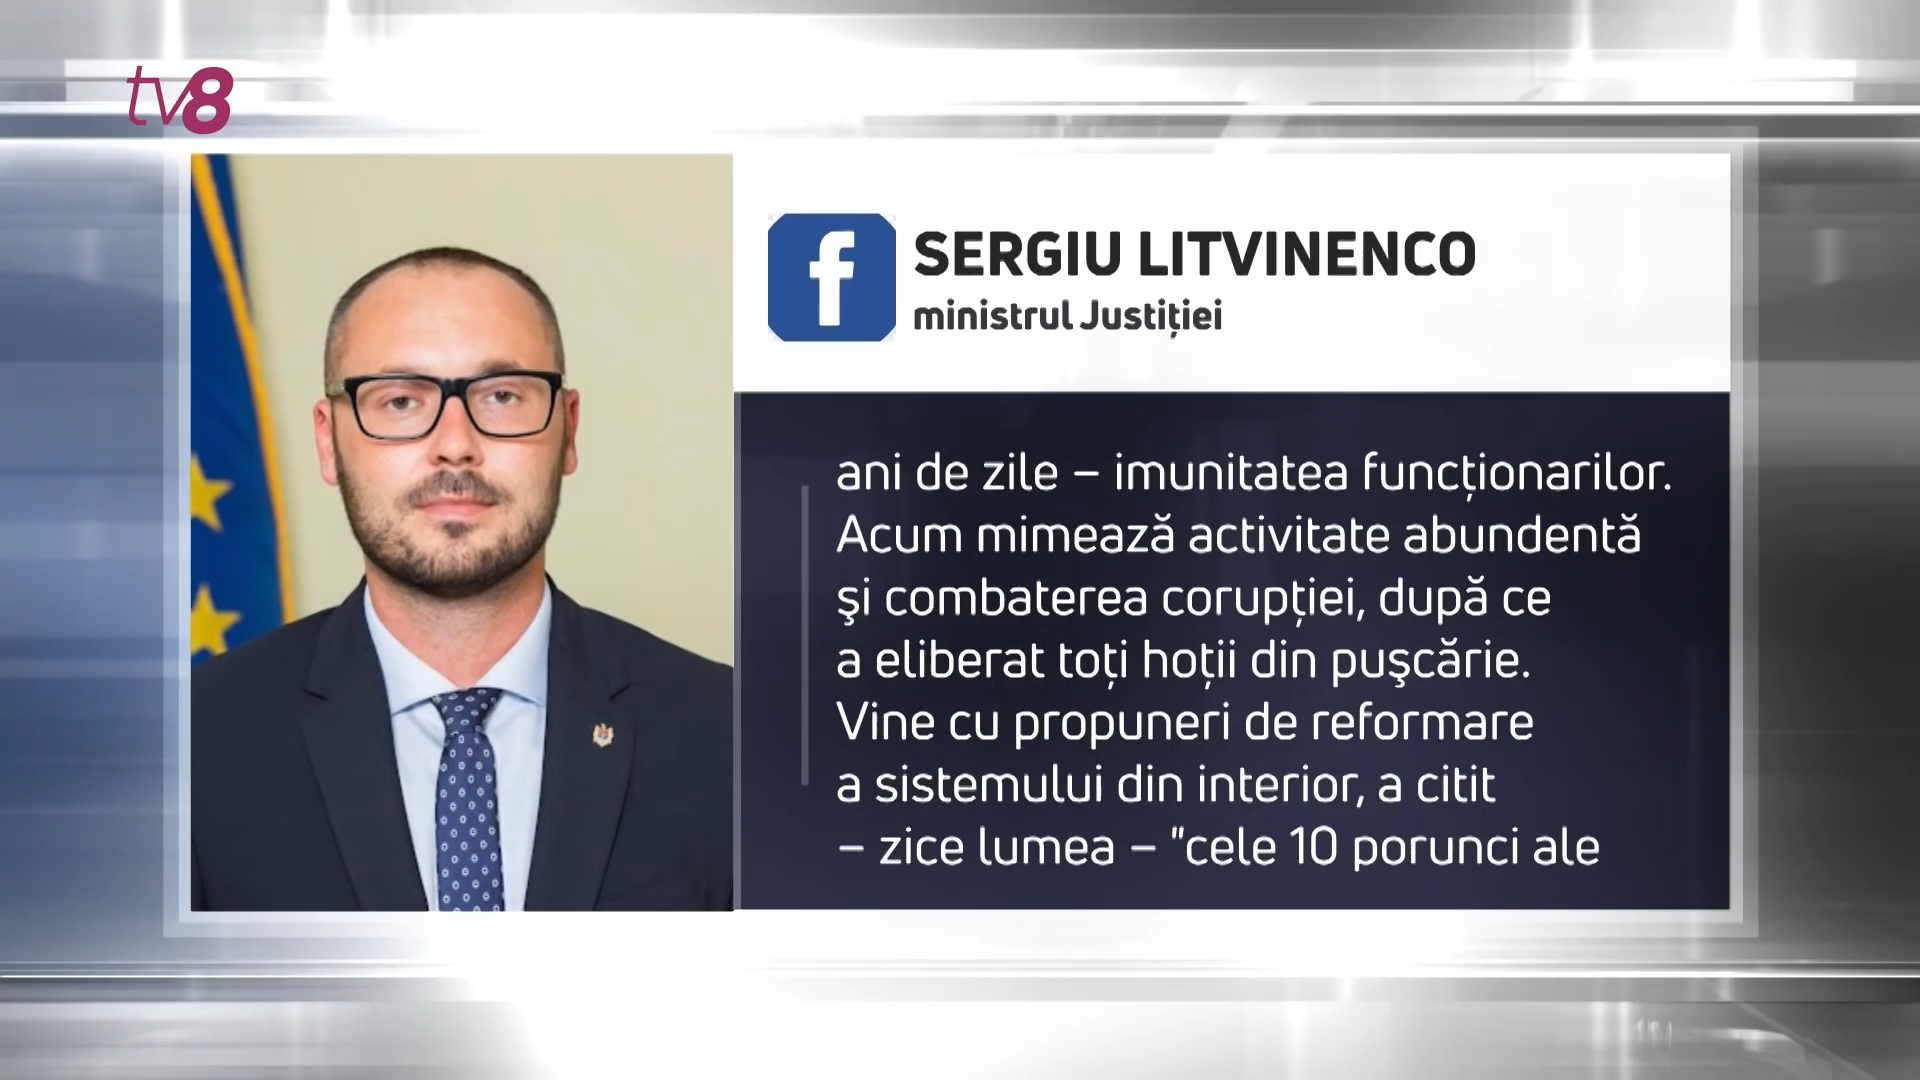 tv8
f
SERGIU LITVINENCO
ministrul Justiției
ani de zile – imunitatea funcționarilor.
Acum mimează activitate abundentă
şi combaterea corupției, după ce
a eliberat toți hoții din puşcărie.
Vine cu propuneri de reformare
a sistemului din interior, a citit
– zice lumea – "cele 10 porunci ale